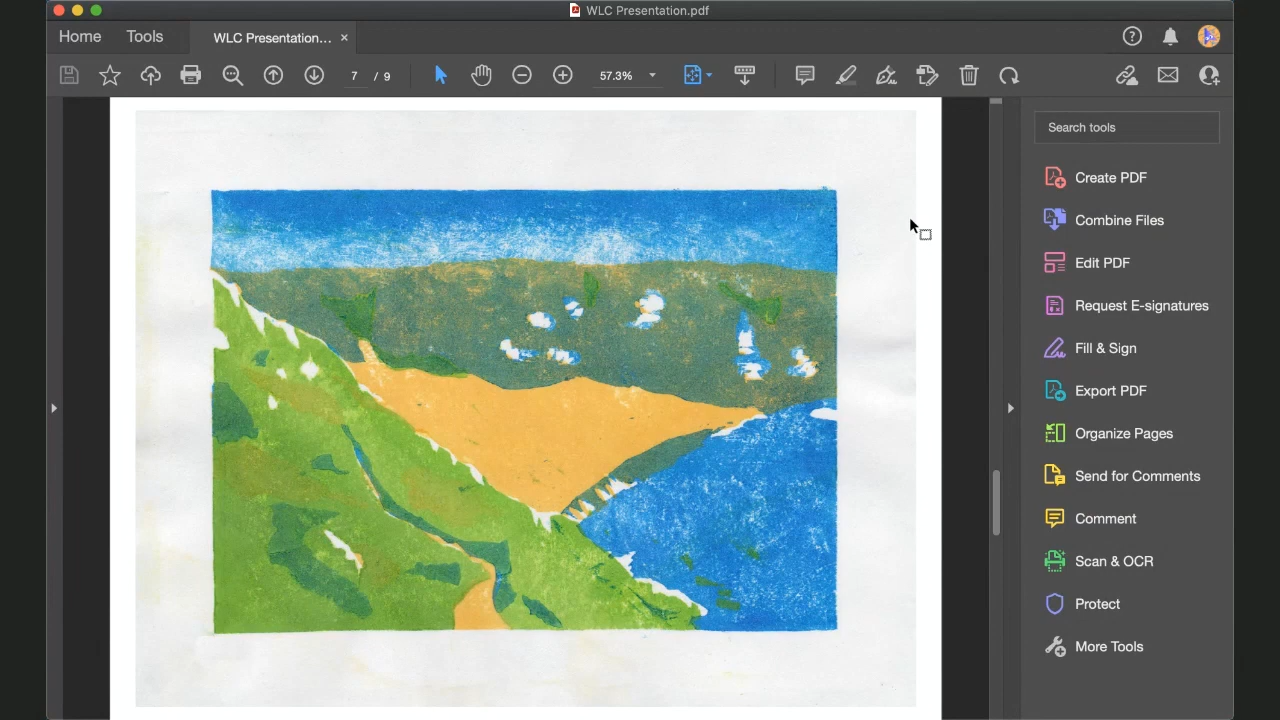 WLC Presentation.pdf
Home
Tools
WLC Presentation... ×
7 / 9
57.3%
Search tools
Create PDF
Combine Files
Edit PDF
Request E-signatures
Fill & Sign
Export PDF
Organize Pages
Send for Comments
Comment
Scan & OCR
Protect
More Tools